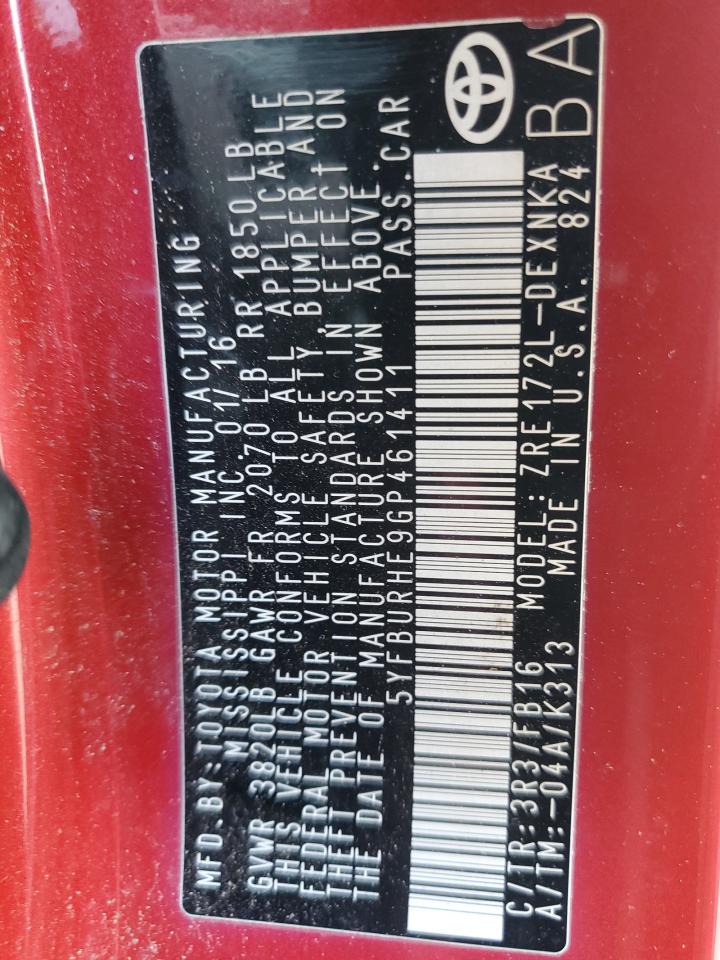 MFD.BY:TOYOTA MOTOR MANUFACTURING
MISSISSIPPI INC. 01/16
GVWR 3820LB GAWR FR 2070 LB RR 1850 LB
THIS VEHICLE CONFORMS TO ALL APPLICABLE
FEDERAL MOTOR VEHICLE SAFETY, BUMPER AND
THEFT PREVENTION STANDARDS IN EFFECT ON
THE DATE OF MANUFACTURE SHOWN ABOVE.
5YFBURHE9GP461411 PASS.CAR
C/TR:3R3/FB16 MODEL:ZRE172L-DEXNKA
A/TM:-04A/K313 MADE IN U.S.A. 824
BA